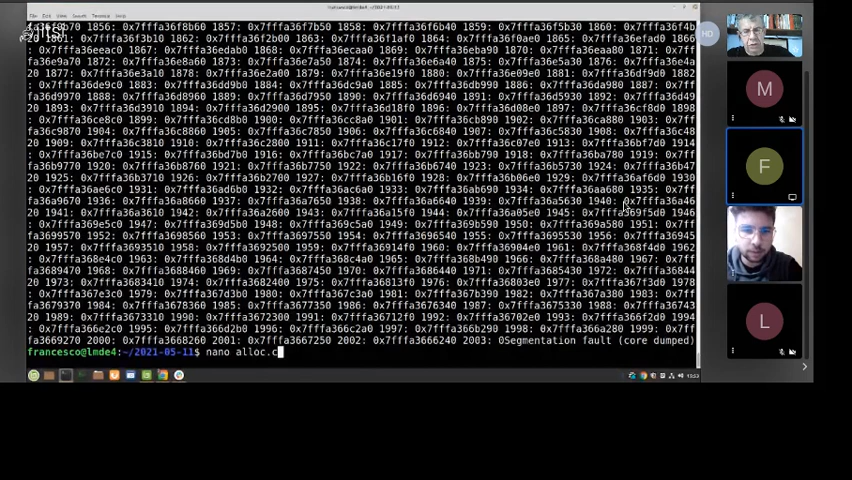 1856: 0x7fffa36f8b60 1857: 0x7fffa36f7b50 1858: 0x7fffa36f6b40 1859: 0x7fffa36f5b30 1860: 0x7fffa36f4b
: 0x7fffa36eeac0 1867: 0x7fffa36edab0 1868: 0x7fffa36ecaa0 1869: 0x7fffa36eba90 1870: 0x7fffa36eaa80 1871: 0x7ff
fa36e9a70 1872: 0x7fffa36e8a60 1873: 0x7fffa36e7a50 1874: 0x7fffa36e6a40 1875: 0x7fffa36e5a30 1876: 0x7fffa36e4a
20 1877: 0x7fffa36e3a10 1878: 0x7fffa36e2a00 1879: 0x7fffa36e19f0 1880: 0x7fffa36e09e0 1881: 0x7fffa36df9d0 1882
: 0x7fffa36de9c0 1883: 0x7fffa36dd9b0 1884: 0x7fffa36dc9a0 1885: 0x7fffa36db990 1886: 0x7fffa36da980 1887: 0x7ff
fa36d9970 1888: 0x7fffa36d8960 1889: 0x7fffa36d7950 1890: 0x7fffa36d6940 1891: 0x7fffa36d5930 1892: 0x7fffa36d49
20 1893: 0x7fffa36d3910 1894: 0x7fffa36d2900 1895: 0x7fffa36d18f0 1896: 0x7fffa36d08e0 1897: 0x7fffa36cf8d0 1898
: 0x7fffa36ce8c0 1899: 0x7fffa36cd8b0 1900: 0x7fffa36cc8a0 1901: 0x7fffa36cb890 1902: 0x7fffa36ca880 1903: 0x7ff
fa36c9870 1904: 0x7fffa36c8860 1905: 0x7fffa36c7850 1906: 0x7fffa36c6840 1907: 0x7fffa36c5830 1908: 0x7fffa36c48
20 1909: 0x7fffa36c3810 1910: 0x7fffa36c2800 1911: 0x7fffa36c17f0 1912: 0x7fffa36c07e0 1913: 0x7fffa36bf7d0 1914
: 0x7fffa36be7c0 1915: 0x7fffa36bd7b0 1916: 0x7fffa36bc7a0 1917: 0x7fffa36bb790 1918: 0x7fffa36ba780 1919: 0x7ff
fa36b9770 1920: 0x7fffa36b8760 1921: 0x7fffa36b7750 1922: 0x7fffa36b6740 1923: 0x7fffa36b5730 1924: 0x7fffa36b47
20 1925: 0x7fffa36b3710 1926: 0x7fffa36b2700 1927: 0x7fffa36b16f0 1928: 0x7fffa36b06e0 1929: 0x7fffa36af6d0 1930
: 0x7fffa36ae6c0 1931: 0x7fffa36ad6b0 1932: 0x7fffa36ac6a0 1933: 0x7fffa36ab690 1934: 0x7fffa36aa680 1935: 0x7ff
fa36a9670 1936: 0x7fffa36a8660 1937: 0x7fffa36a7650 1938: 0x7fffa36a6640 1939: 0x7fffa36a5630 1940: 0x7fffa36a46
20 1941: 0x7fffa36a3610 1942: 0x7fffa36a2600 1943: 0x7fffa36a15f0 1944: 0x7fffa36a05e0 1945: 0x7fffa369f5d0 1946
: 0x7fffa369e5c0 1947: 0x7fffa369d5b0 1948: 0x7fffa369c5a0 1949: 0x7fffa369b590 1950: 0x7fffa369a580 1951: 0x7ff
fa3699570 1952: 0x7fffa3698560 1953: 0x7fffa3697550 1954: 0x7fffa3696540 1955: 0x7fffa3695530 1956: 0x7fffa36945
20 1957: 0x7fffa3693510 1958: 0x7fffa3692500 1959: 0x7fffa36914f0 1960: 0x7fffa36904e0 1961: 0x7fffa368f4d0 1962
: 0x7fffa368e4c0 1963: 0x7fffa368d4b0 1964: 0x7fffa368c4a0 1965: 0x7fffa368b490 1966: 0x7fffa368a480 1967: 0x7ff
fa3689470 1968: 0x7fffa3688460 1969: 0x7fffa3687450 1970: 0x7fffa3686440 1971: 0x7fffa3685430 1972: 0x7fffa36844
20 1973: 0x7fffa3683410 1974: 0x7fffa3682400 1975: 0x7fffa36813f0 1976: 0x7fffa36803e0 1977: 0x7fffa367f3d0 1978
: 0x7fffa367e3c0 1979: 0x7fffa367d3b0 1980: 0x7fffa367c3a0 1981: 0x7fffa367b390 1982: 0x7fffa367a380 1983: 0x7ff
fa3679370 1984: 0x7fffa3678360 1985: 0x7fffa3677350 1986: 0x7fffa3676340 1987: 0x7fffa3675330 1988: 0x7fffa36743
20 1989: 0x7fffa3673310 1990: 0x7fffa3672300 1991: 0x7fffa36712f0 1992: 0x7fffa36702e0 1993: 0x7fffa366f2d0 1994
: 0x7fffa366e2c0 1995: 0x7fffa366d2b0 1996: 0x7fffa366c2a0 1997: 0x7fffa366b290 1998: 0x7fffa366a280 1999: 0x7ff
fa3669270 2000: 0x7fffa3668260 2001: 0x7fffa3667250 2002: 0x7fffa3666240 2003: 0Segmentation fault (core dumped)
francesco@lmde4:~/2021-05-11$ nano alloc.c
HD
M
F
L